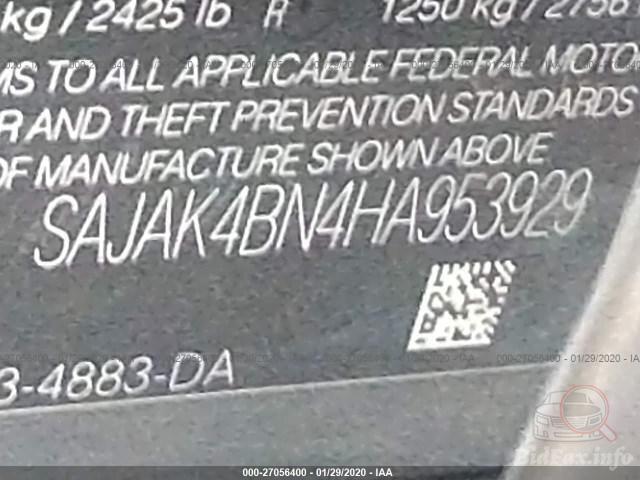 kg / 2425 lb R 1250 kg / 2756
MS TO ALL APPLICABLE FEDERAL MOTO
R AND THEFT PREVENTION STANDARDS
OF MANUFACTURE SHOWN ABOVE
SAJAK4BN4HA953929
000-27056400 - 01/29/2020 - IAA
3-4883-DA
BidFax.info
000-27056400 - 01/29/2020 - IAA